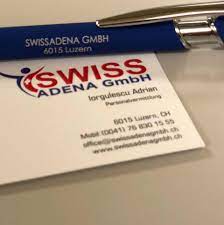 SWISSADENA GMBH
6015 Luzern
SWISS
ADENA GmbH
Iorgulescu Adrian
Personalvermittlung
6015 Luzern, CH
Mobil: (0041) 76 830 15 55
office@swissadenagmbh.ch
www.swissadenagmbh.ch